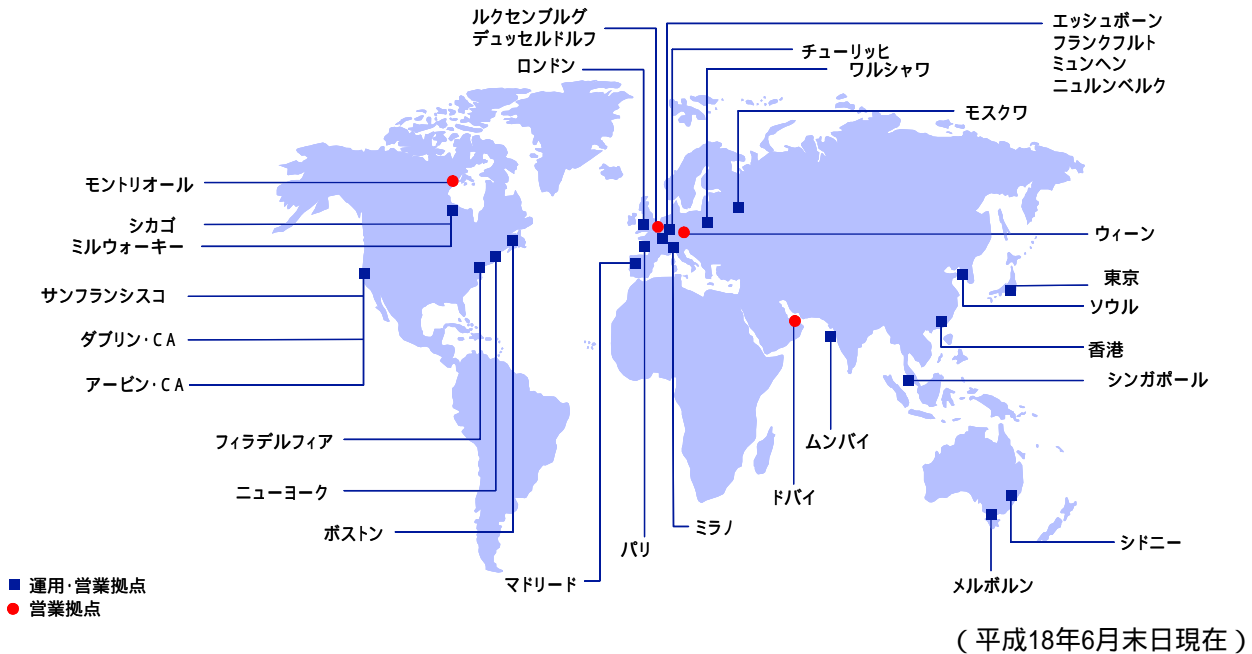 ルクセンブルグ
デュッセルドルフ
ロンドン
エッシュボーン
フランクフルト
ミュンヘン
ニュルンベルク
チューリッヒ
ワルシャワ
モスクワ
モントリオール
シカゴ
ミルウォーキー
サンフランシスコ
ダブリン・CA
アービン・CA
フィラデルフィア
ニューヨーク
ボストン
マドリード
パリ
ミラノ
ドバイ
ムンバイ
ウィーン
東京
ソウル
香港
シンガポール
シドニー
メルボルン
運用・営業拠点
営業拠点
(平成18年6月末日現在)